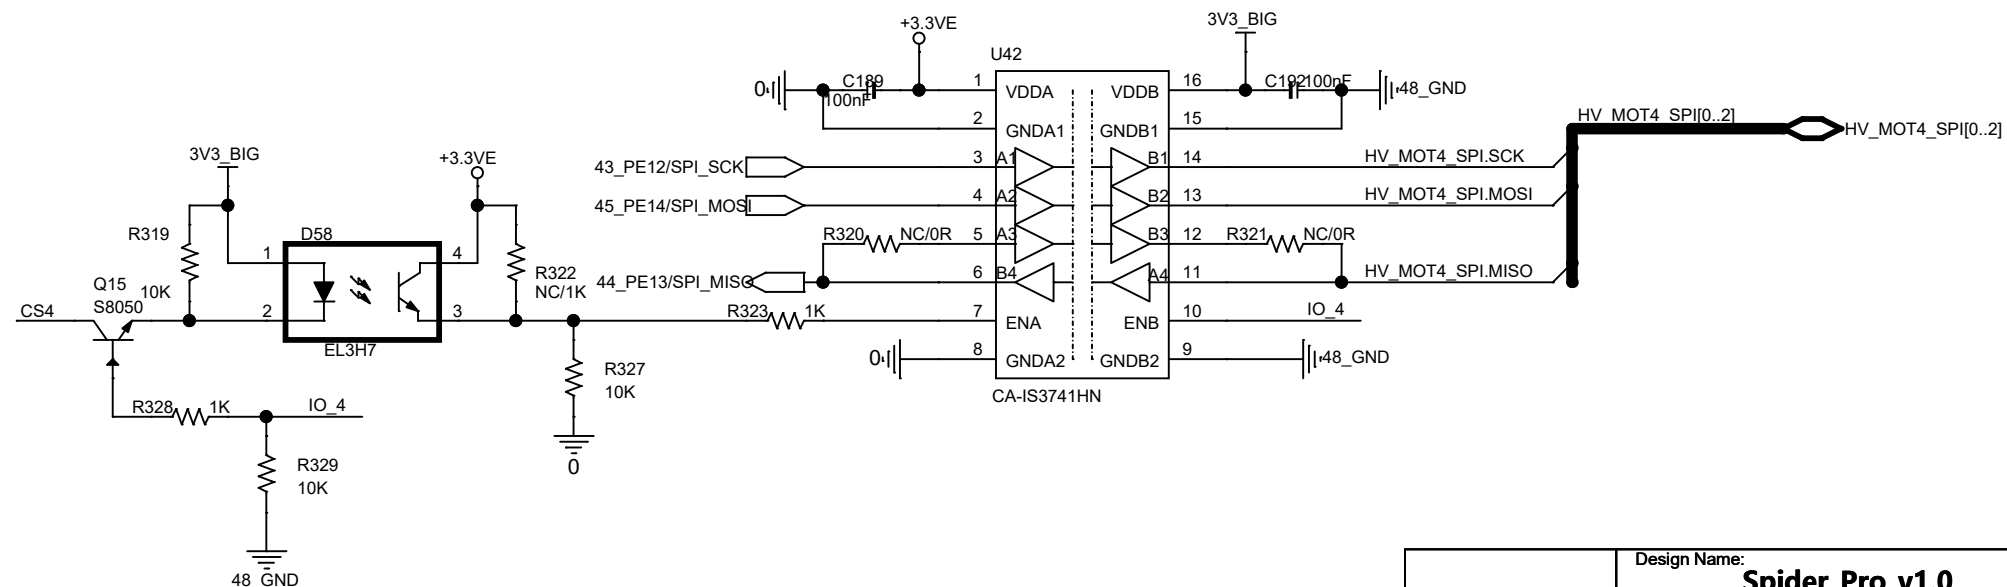 +3.3VE
3V3_BIG
U42
C189
100nF
0
1
VDDA
VDDB
16
C192
100nF
48_GND
2
GNDA1
GNDB1
15
HV_MOT4_SPI[0..2]
HV_MOT4_SPI[0..2]
3V3_BIG
+3.3VE
43_PE12/SPI_SCK
3
A1
B1
14
HV_MOT4_SPI.SCK
45_PE14/SPI_MOSI
4
A2
B2
13
HV_MOT4_SPI.MOSI
R319
10K
D58
1
4
R320
NC/0R
5
A3
B3
12
R321
NC/0R
Q15
S8050
R322
NC/1K
44_PE13/SPI_MISO
6
B4
A4
11
HV_MOT4_SPI.MISO
CS4
2
3
EL3H7
R323
1K
7
ENA
ENB
10
IO_4
0
8
GNDA2
GNDB2
9
48_GND
CA-IS3741HN
R327
10K
0
R328
1K
IO_4
R329
10K
48_GND
Design Name:
Spider_Pro_v1.0